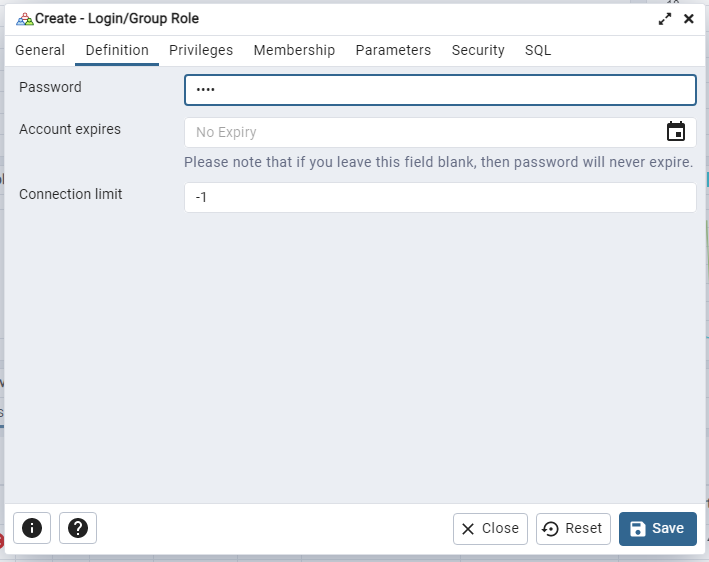 Create - Login/Group Role
General Definition Privileges Membership Parameters Security SQL
Password ••••
Account expires No Expiry
Please note that if you leave this field blank, then password will never expire.
Connection limit -1
Close Reset Save